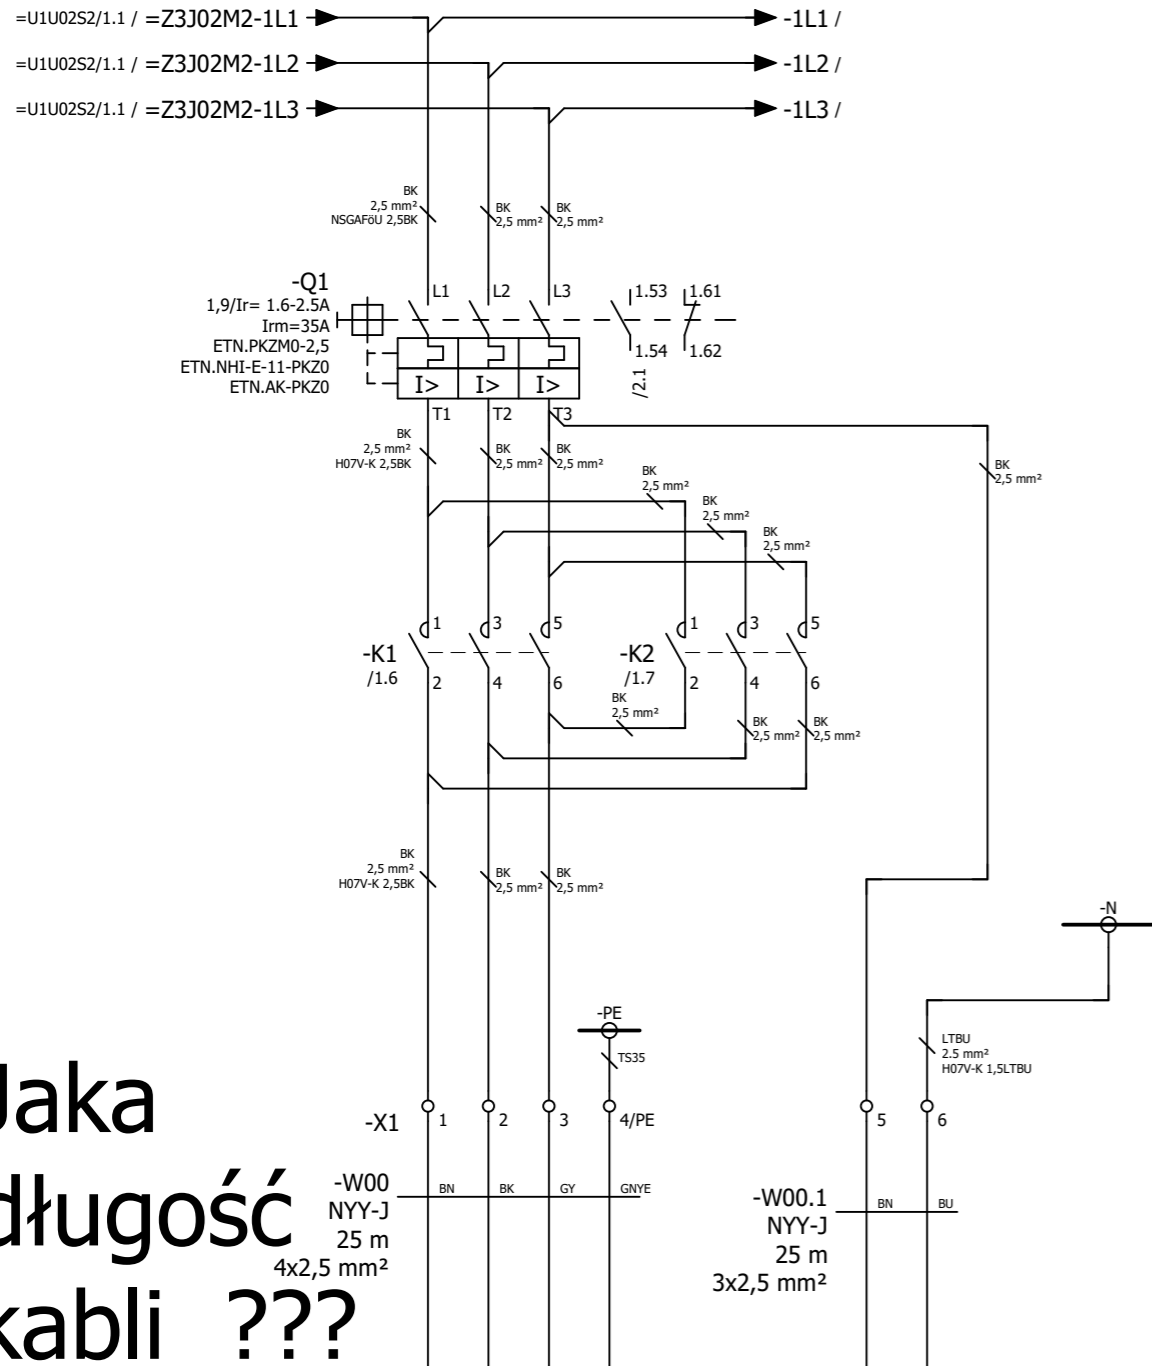 =U1U02S2/1.1 / =Z3J02M2-1L1 -1L1 /
=U1U02S2/1.1 / =Z3J02M2-1L2 -1L2 /
=U1U02S2/1.1 / =Z3J02M2-1L3 -1L3 /
BK
2,5 mm²
NSGAFöU 2,5BK
BK
2,5 mm²
BK
2,5 mm²
-Q1
1,9/Ir= 1.6-2.5A
Irm=35A
ETN.PKZM0-2,5
ETN.NHI-E-11-PKZ0
ETN.AK-PKZ0
L1 L2 L3 1.53 1.61
1.54 1.62
/2.1
I> I> I>
T1 T2 T3
BK
2,5 mm²
H07V-K 2,5BK
BK
2,5 mm²
BK
2,5 mm²
BK
2,5 mm²
BK
2,5 mm²
BK
2,5 mm²
BK
2,5 mm²
-K1
/1.6
1 3 5
2 4 6
-K2
/1.7
1 3 5
2 4 6
BK
2,5 mm²
BK
2,5 mm²
BK
2,5 mm²
BK
2,5 mm²
H07V-K 2,5BK
BK
2,5 mm²
BK
2,5 mm²
-N
-PE
TS35
LTBU
2.5 mm²
H07V-K 1,5LTBU
-X1 1 2 3 4/PE 5 6
-W00
NYY-J
25 m
4x2,5 mm²
BN BK GY GNYE
-W00.1
NYY-J
25 m
3x2,5 mm²
BN BU
Jaka
długość
kabli ???